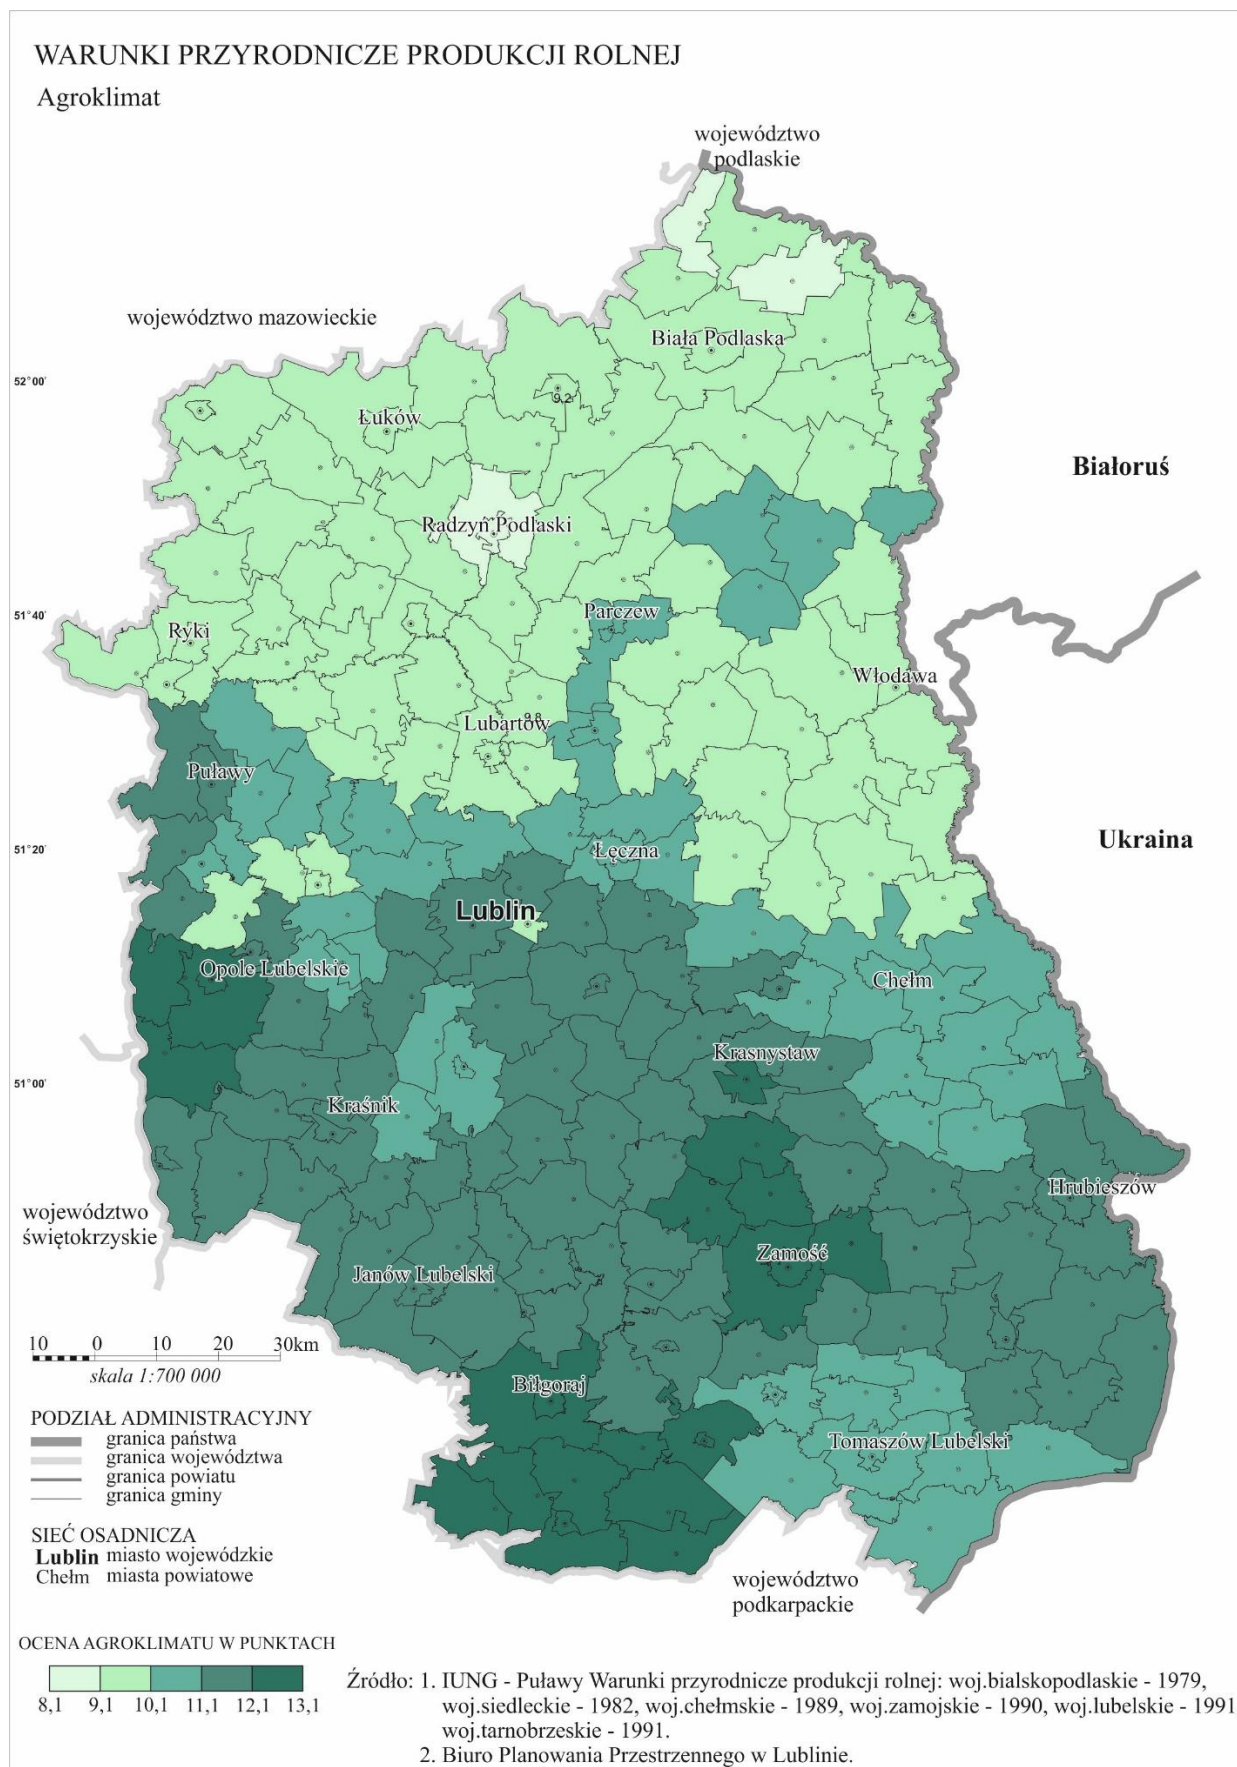 WARUNKI PRZYRODNICZE PRODUKCJI ROLNEJ
Agroklimat
województwo
podlaskie
województwo mazowieckie
Biała Podlaska
52°00'
9,2
Łuków
Białoruś
Radzyń Podlaski
51°40'
Parczew
Ryki
Włodawa
9,8
Lubartów
Puławy
51°20'
Łęczna
Ukraina
Lublin
Opole Lubelskie
Chełm
Krasnystaw
51°00'
Kraśnik
Hrubieszów
województwo
świętokrzyskie
Zamość
Janów Lubelski
10 0 10 20 30km
skala 1:700 000
Biłgoraj
Tomaszów Lubelski
PODZIAŁ ADMINISTRACYJNY
granica państwa
granica województwa
granica powiatu
granica gminy
SIEĆ OSADNICZA
Lublin miasto wojewódzkie
Chełm miasta powiatowe
województwo
podkarpackie
OCENA AGROKLIMATU W PUNKTACH
8,1 9,1 10,1 11,1 12,1 13,1
Źródło: 1. IUNG - Puławy Warunki przyrodnicze produkcji rolnej: woj.bialskopodlaskie - 1979,
woj.siedleckie - 1982, woj.chełmskie - 1989, woj.zamojskie - 1990, woj.lubelskie - 1991
woj.tarnobrzeskie - 1991.
2. Biuro Planowania Przestrzennego w Lublinie.